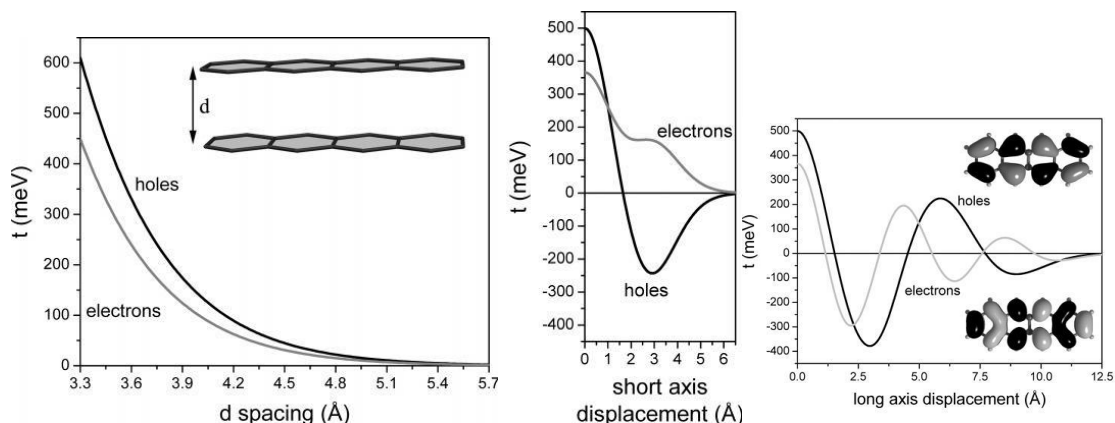 600
500
400
300
200
100
0
t (meV)
d
holes
electrons
3.3 3.6 3.9 4.2 4.5 4.8 5.1 5.4 5.7
d spacing (Å)
500
400
300
200
100
0
-100
-200
-300
-400
t (meV)
electrons
holes
0 1 2 3 4 5 6
short axis
displacement (Å)
500
400
300
200
100
0
-100
-200
-300
-400
t (meV)
holes
electrons
0.0 2.5 5.0 7.5 10.0 12.5
long axis displacement (Å)